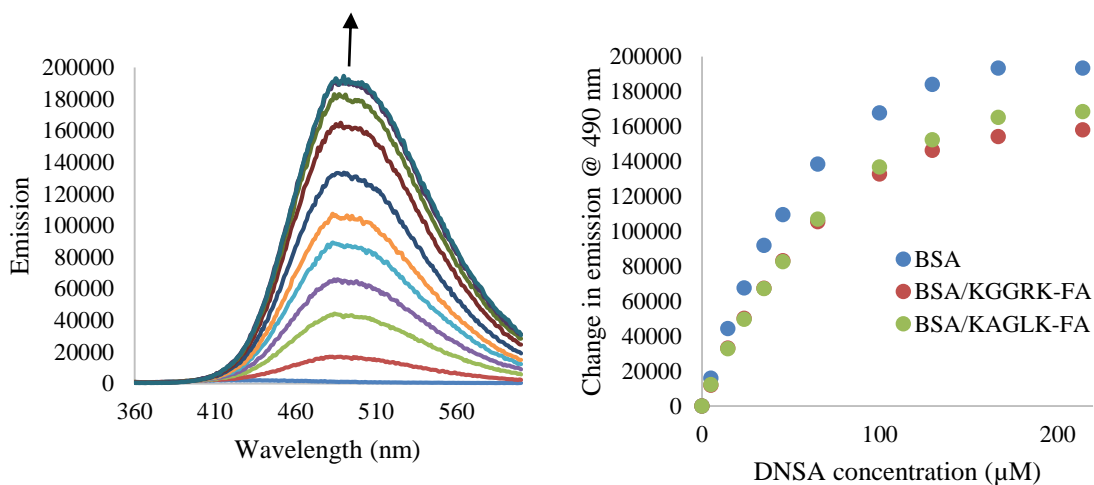 Emission
200000
180000
160000
140000
120000
100000
80000
60000
40000
20000
0
360 410 460 510 560
Wavelength (nm)
Change in emission @ 490 nm
200000
180000
160000
140000
120000
100000
80000
60000
40000
20000
0
BSA
BSA/KGGRK-FA
BSA/KAGLK-FA
0 100 200
DNSA concentration (µM)